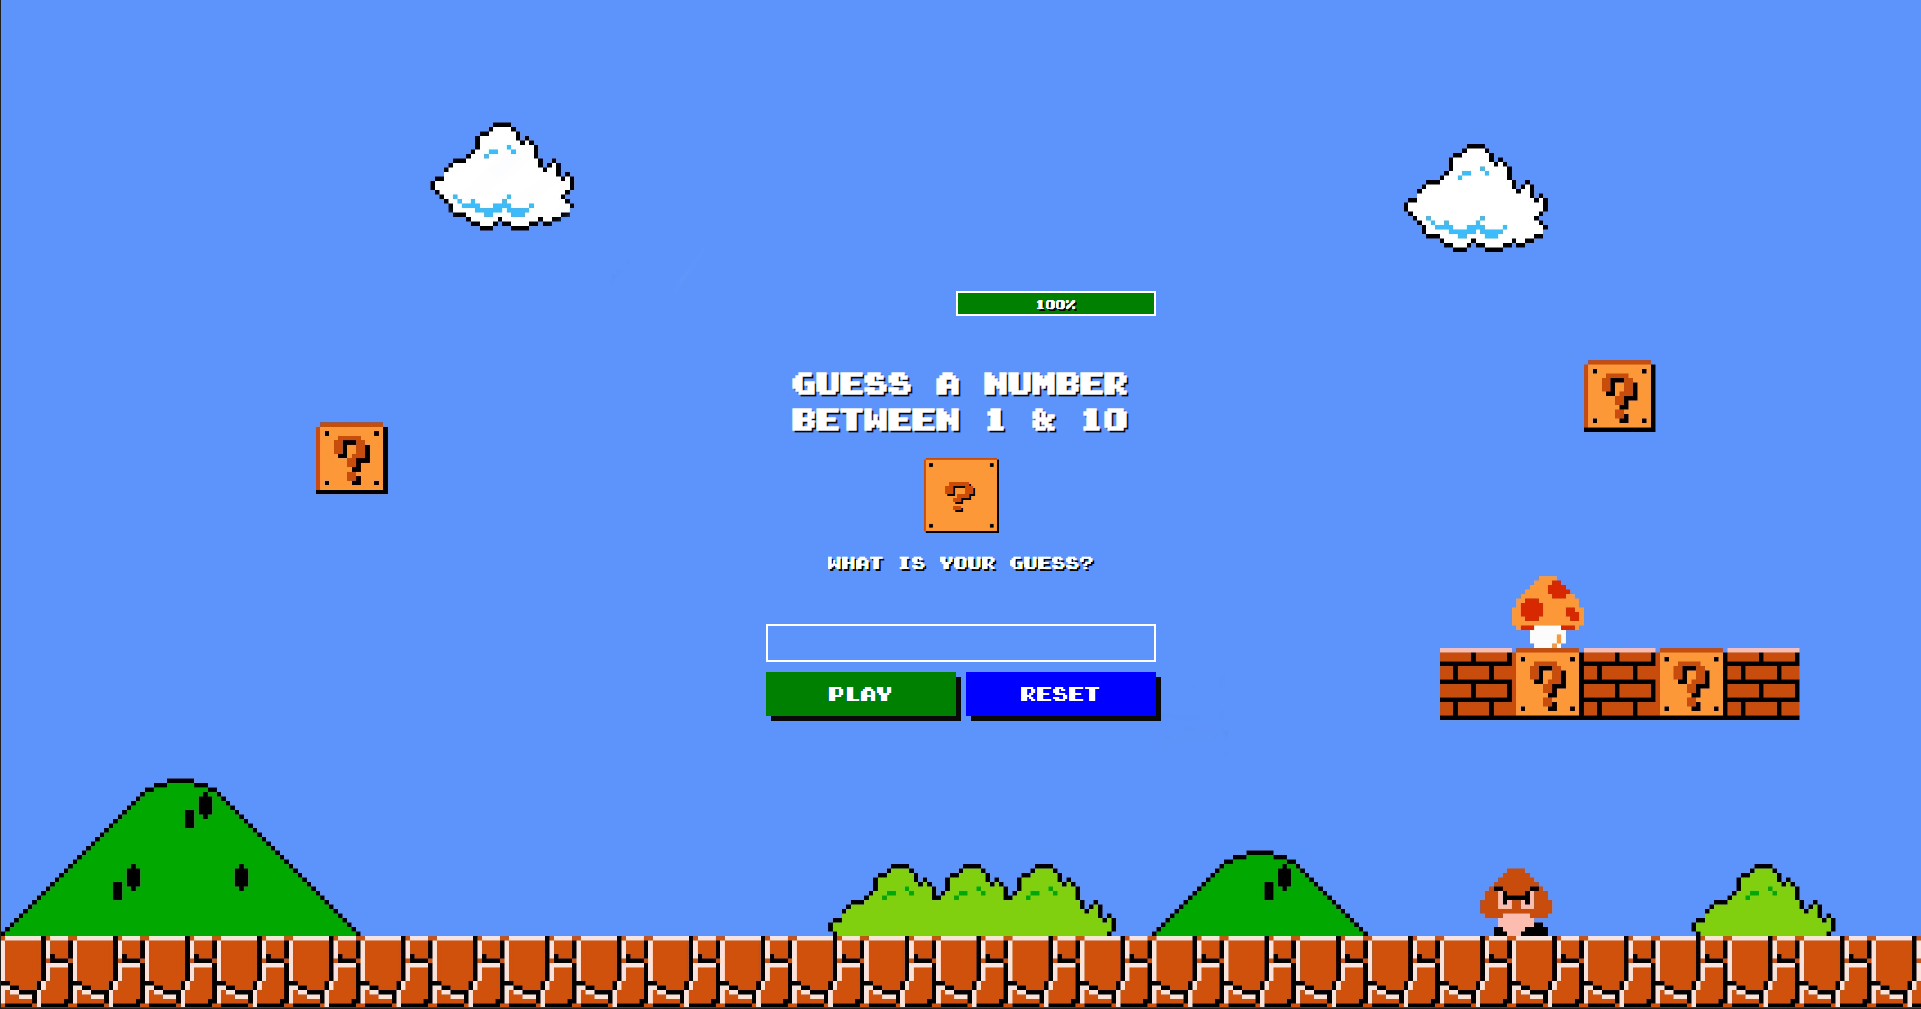 100%
GUESS A NUMBER
BETWEEN 1 & 10
?
?
?
WHAT IS YOUR GUESS?
PLAY
RESET
?
?